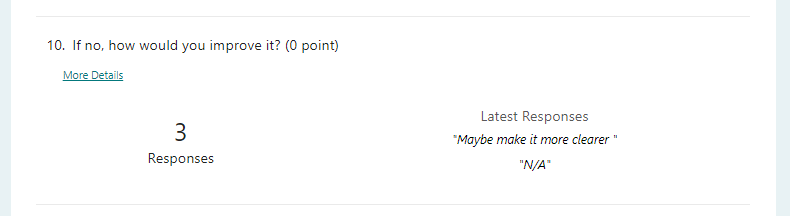 10. If no, how would you improve it? (0 point)
More Details
3
Responses
Latest Responses
"Maybe make it more clearer "
"N/A"